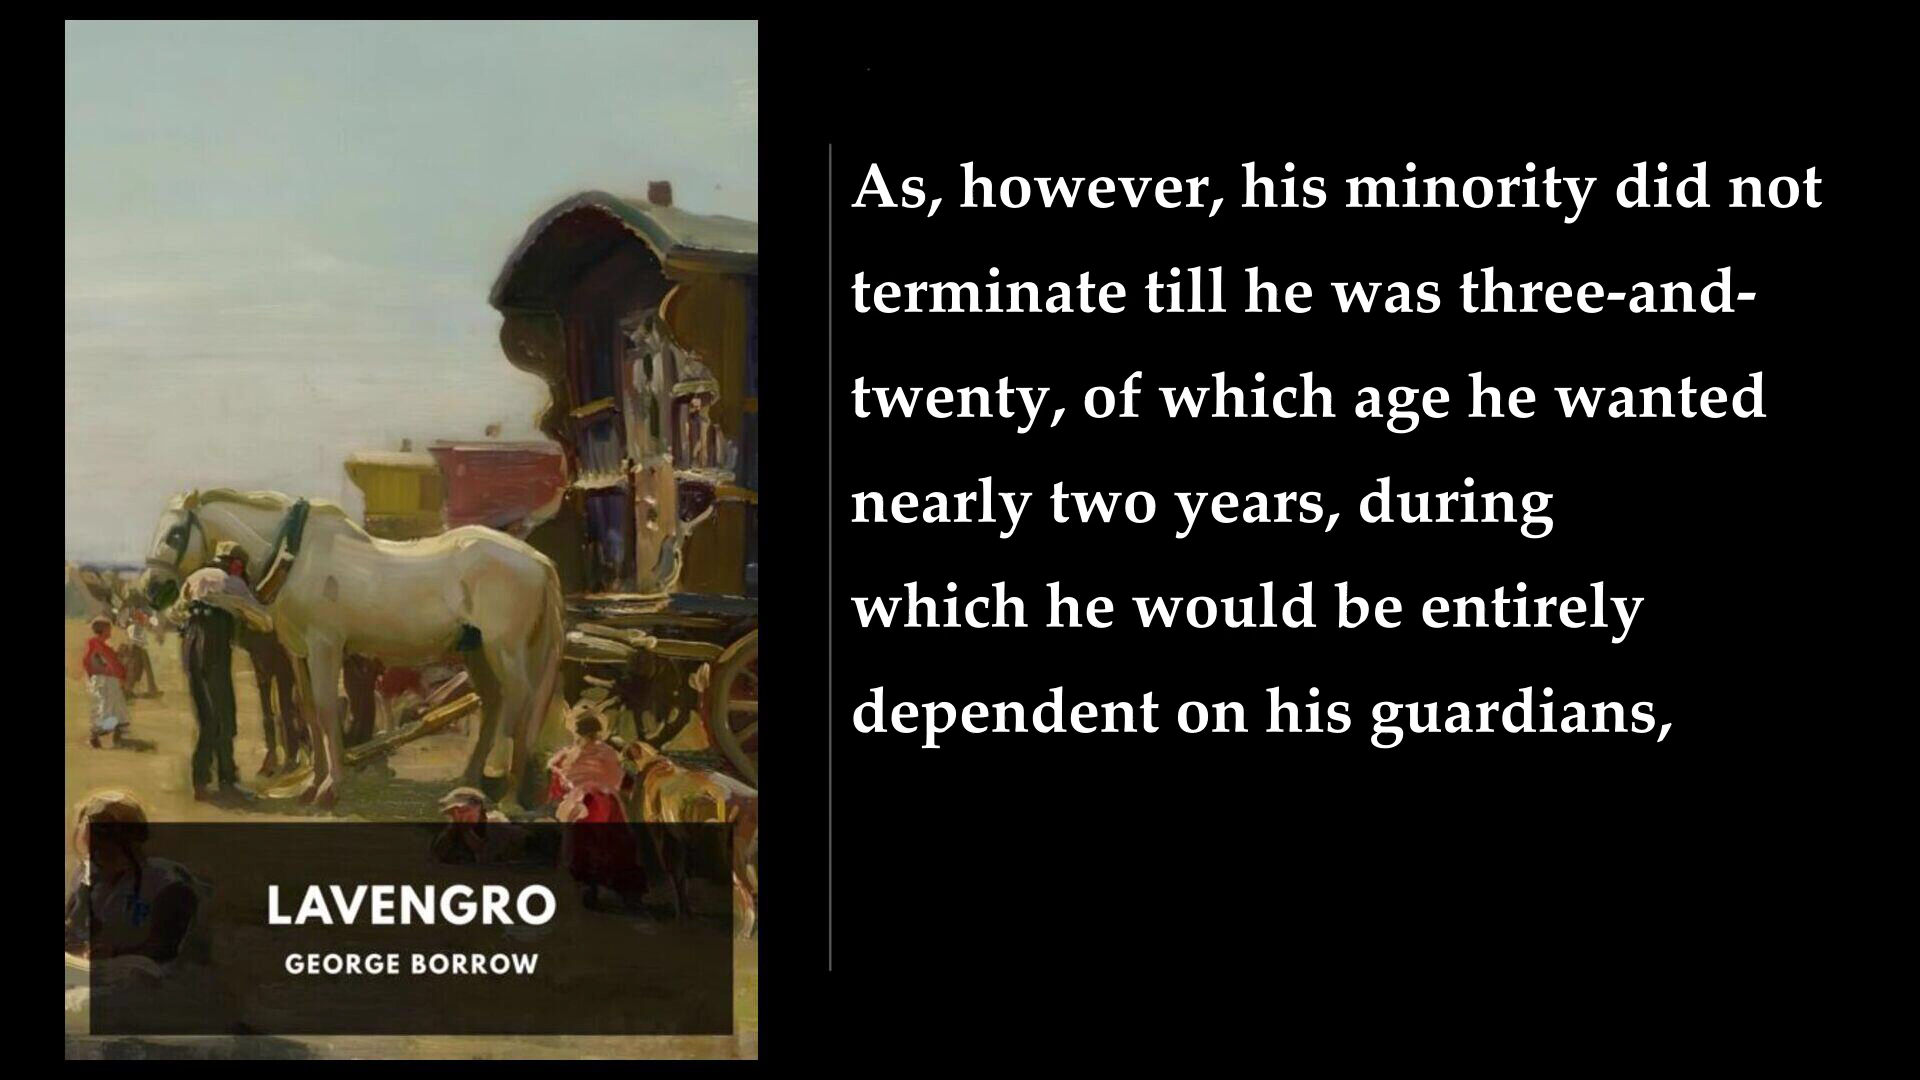 As, however, his minority did not
terminate till he was three-and-
twenty, of which age he wanted
nearly two years, during
which he would be entirely
dependent on his guardians,
LAVENGRO
GEORGE BORROW